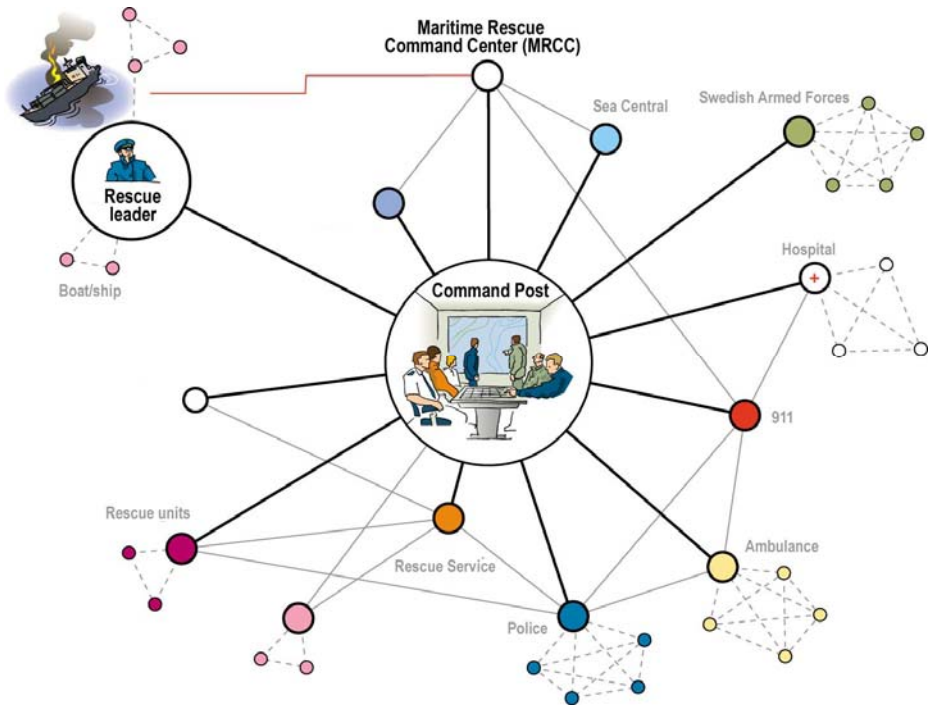 Maritime Rescue
Command Center (MRCC)
Sea Central
Swedish Armed Forces
Rescue
leader
Hospital
Boat/ship
Command Post
911
Rescue units
Rescue Service
Ambulance
Police